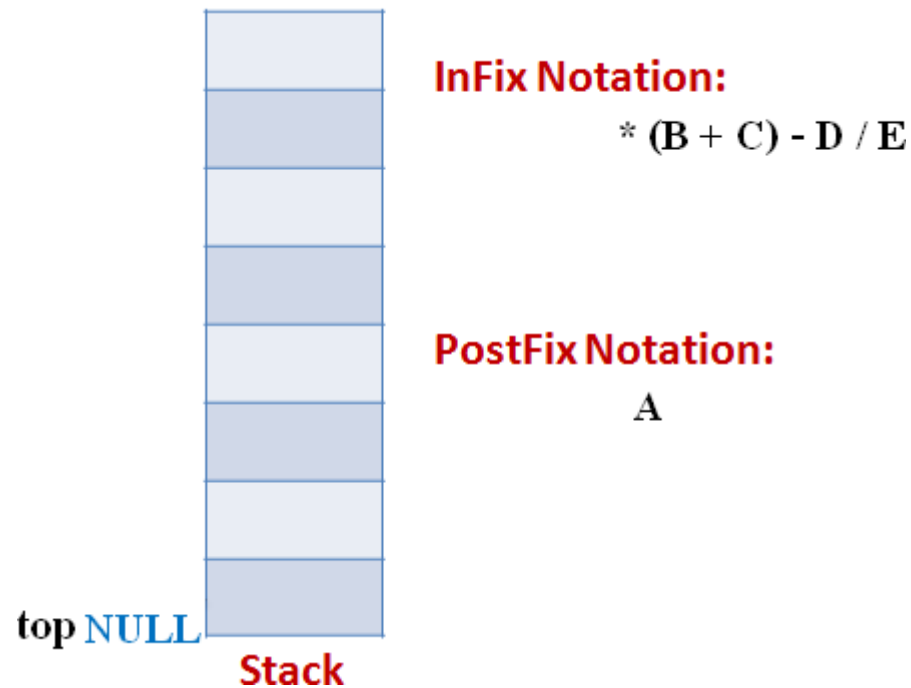 InFix Notation:
* (B + C) - D / E
PostFix Notation:
A
top NULL
Stack